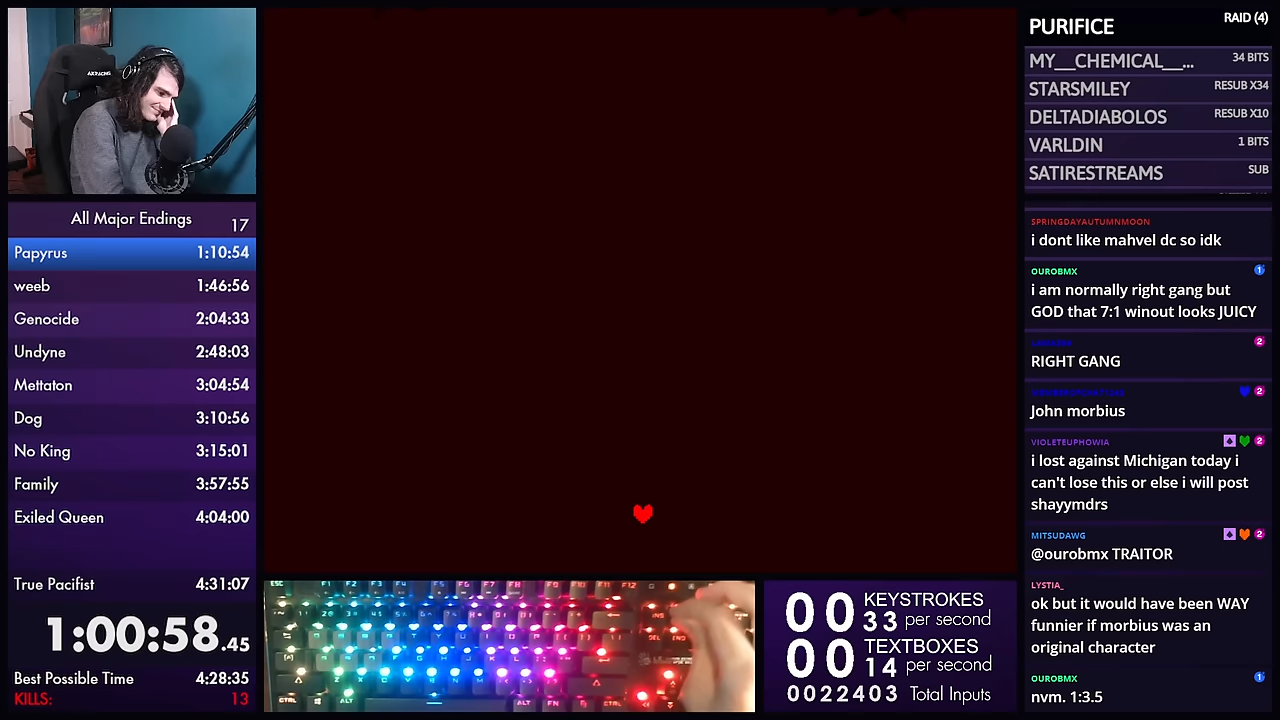 All Major Endings 17
Papyrus 1:10:54
weeb 1:46:56
Genocide 2:04:33
Undyne 2:48:03
Mettaton 3:04:54
Dog 3:10:56
No King 3:15:01
Family 3:57:55
Exiled Queen 4:04:00
True Pacifist 4:31:07
1:00:58.45
Best Possible Time 4:28:35
KILLS: 13
00 33 KEYSTROKES per second
00 14 TEXTBOXES per second
0022403 Total Inputs
PURIFICE RAID (4)
MY__CHEMICAL__... 34 BITS
STARSMILEY RESUB X34
DELTADIABOLOS RESUB X10
VARLDIN 1 BITS
SATIRESTREAMS SUB
SPRINGDAYAUTUMNMOON
i dont like mahvel dc so idk
OUROBMX 1
i am normally right gang but
GOD that 7:1 winout looks JUICY
2
RIGHT GANG
2
John morbius
VIOLETEUPHOWIA 2
i lost against Michigan today i
can't lose this or else i will post
shayymdrs
MITSUDAWG 2
@ourobmx TRAITOR
LYSTIA_
ok but it would have been WAY
funnier if morbius was an
original character
OUROBMX 1
nvm. 1:3.5